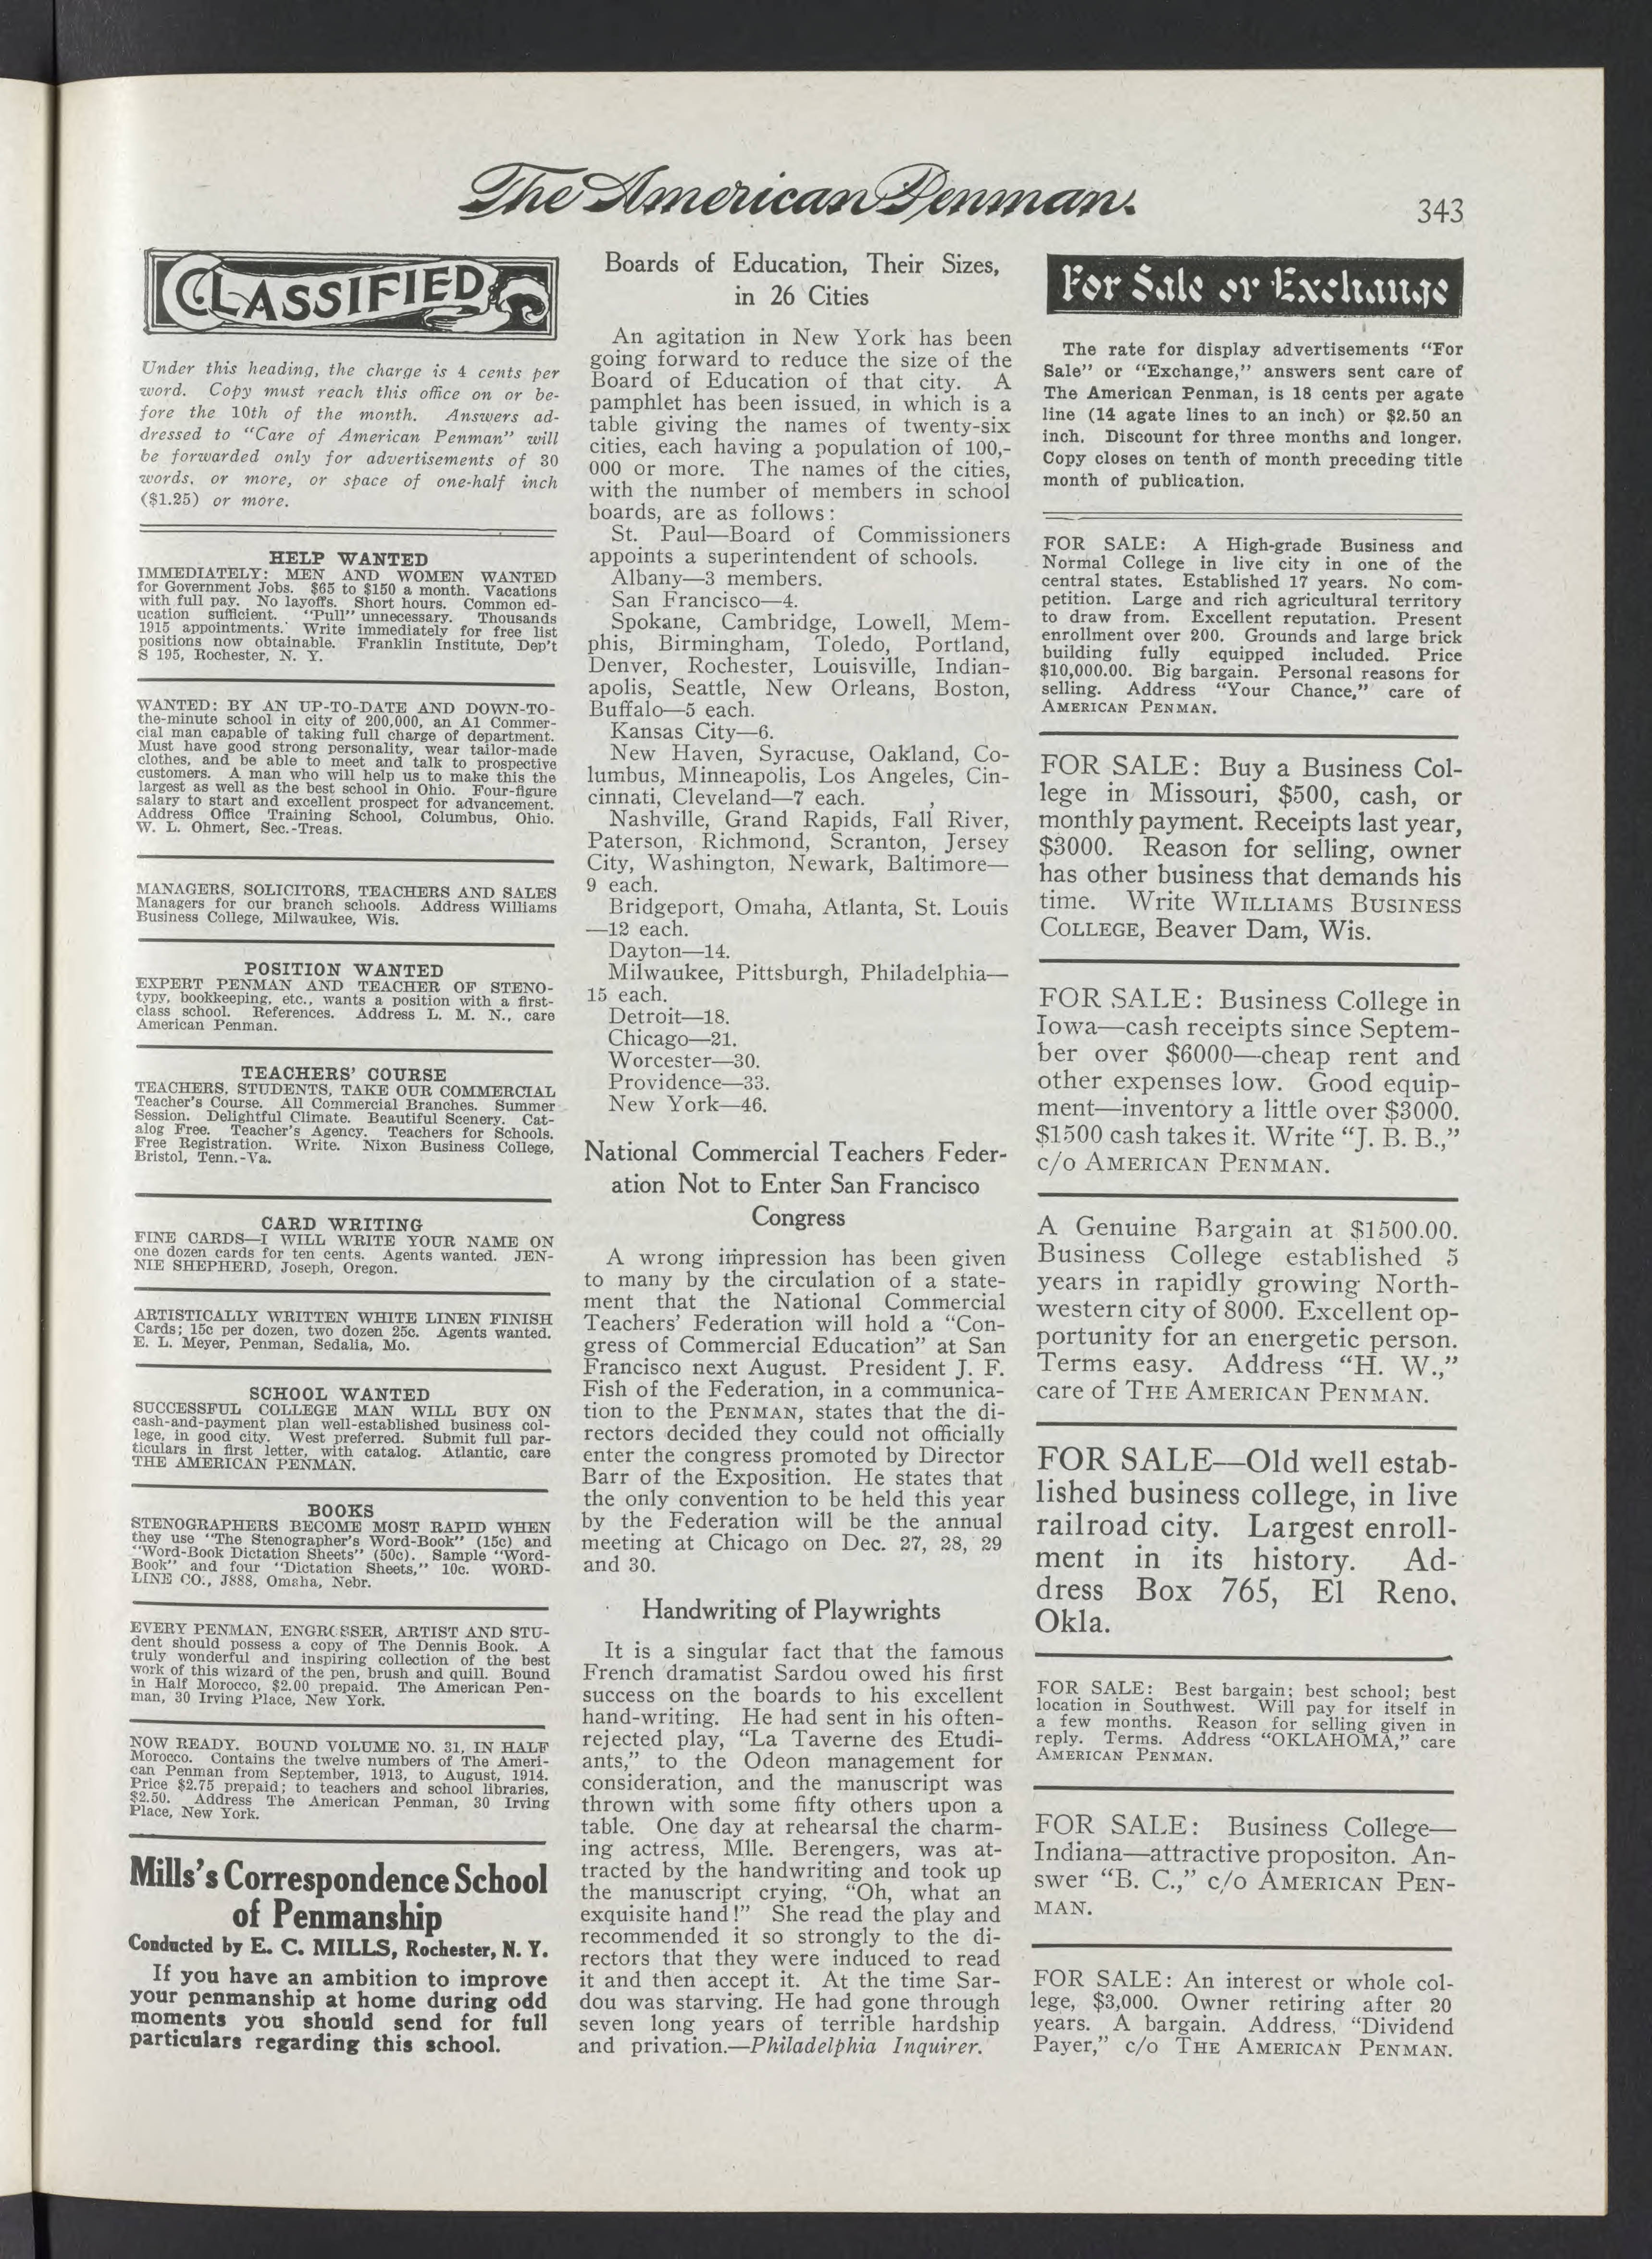 The American Penman.
343
CLASSIFIED
Under this heading, the charge is 4 cents per
word. Copy must reach this office on or be-
fore the 10th of the month. Answers ad-
dressed to "Care of American Penman" will
be forwarded only for advertisements of 30
words, or more, or space of one-half inch
($1.25) or more.
HELP WANTED
IMMEDIATELY: MEN AND WOMEN WANTED
for Government Jobs. $65 to $150 a month. Vacations
with full pay. No layoffs. Short hours. Common ed-
ucation sufficient. "Pull" unnecessary. Thousands
1915 appointments. Write immediately for free list
positions now obtainable. Franklin Institute, Dep't
S 195, Rochester, N. Y.
WANTED: BY AN UP-TO-DATE AND DOWN-TO-
the-minute school in city of 200,000, an A1 Commer-
cial man capable of taking full charge of department.
Must have good strong personality, wear tailor-made
clothes, and be able to meet and talk to prospective
customers. A man who will help us to make this the
largest as well as the best school in Ohio. Four-figure
salary to start and excellent prospect for advancement.
Address Office Training School, Columbus, Ohio.
W. L. Ohmert, Sec.-Treas.
MANAGERS, SOLICITORS, TEACHERS AND SALES
Managers for our branch schools. Address Williams
Business College, Milwaukee, Wis.
POSITION WANTED
EXPERT PENMAN AND TEACHER OF STENO-
typy, bookkeeping, etc., wants a position with a first-
class school. References. Address L. M. N., care
American Penman.
TEACHERS' COURSE
TEACHERS, STUDENTS, TAKE OUR COMMERCIAL
Teacher's Course. All Commercial Branches. Summer
Session. Delightful Climate. Beautiful Scenery. Cat-
alog Free. Teacher's Agency. Teachers for Schools.
Free Registration. Write. Nixon Business College,
Bristol, Tenn.-Va.
CARD WRITING
FINE CARDS—I WILL WRITE YOUR NAME ON
one dozen cards for ten cents. Agents wanted. JEN-
NIE SHEPHERD, Joseph, Oregon.
ARTISTICALLY WRITTEN WHITE LINEN FINISH
Cards; 15c per dozen, two dozen 25c. Agents wanted.
E. L. Meyer, Penman, Sedalia, Mo.
SCHOOL WANTED
SUCCESSFUL COLLEGE MAN WILL BUY ON
cash-and-payment plan well-established business col-
lege, in good city. West preferred. Submit full par-
ticulars in first letter, with catalog. Atlantic, care
THE AMERICAN PENMAN.
BOOKS
STENOGRAPHERS BECOME MOST RAPID WHEN
they use "The Stenographer's Word-Book" (15c) and
"Word-Book Dictation Sheets" (50c). Sample "Word-
Book" and four "Dictation Sheets," 10c. WORD-
LINE CO., J888, Omaha, Nebr.
EVERY PENMAN, ENGROSSER, ARTIST AND STU-
dent should possess a copy of The Dennis Book. A
truly wonderful and inspiring collection of the best
work of this wizard of the pen, brush and quill. Bound
in Half Morocco, $2.00 prepaid. The American Pen-
man, 30 Irving Place, New York.
NOW READY. BOUND VOLUME NO. 31, IN HALF
Morocco. Contains the twelve numbers of The Ameri-
can Penman from September, 1913, to August, 1914.
Price $2.75 prepaid; to teachers and school libraries,
$2.50. Address The American Penman, 30 Irving
Place, New York.
Mills's Correspondence School
of Penmanship
Conducted by E. C. MILLS, Rochester, N. Y.
If you have an ambition to improve
your penmanship at home during odd
moments you should send for full
particulars regarding this school.
Boards of Education, Their Sizes,
in 26 Cities
An agitation in New York has been
going forward to reduce the size of the
Board of Education of that city. A
pamphlet has been issued, in which is a
table giving the names of twenty-six
cities, each having a population of 100,-
000 or more. The names of the cities,
with the number of members in school
boards, are as follows:
St. Paul—Board of Commissioners
appoints a superintendent of schools.
Albany—3 members.
San Francisco—4.
Spokane, Cambridge, Lowell, Mem-
phis, Birmingham, Toledo, Portland,
Denver, Rochester, Louisville, Indian-
apolis, Seattle, New Orleans, Boston,
Buffalo—5 each.
Kansas City—6.
New Haven, Syracuse, Oakland, Co-
lumbus, Minneapolis, Los Angeles, Cin-
cinnati, Cleveland—7 each.
Nashville, Grand Rapids, Fall River,
Paterson, Richmond, Scranton, Jersey
City, Washington, Newark, Baltimore—
9 each.
Bridgeport, Omaha, Atlanta, St. Louis
—12 each.
Dayton—14.
Milwaukee, Pittsburgh, Philadelphia—
15 each.
Detroit—18.
Chicago—21.
Worcester—30.
Providence—33.
New York—46.
National Commercial Teachers Feder-
ation Not to Enter San Francisco
Congress
A wrong impression has been given
to many by the circulation of a state-
ment that the National Commercial
Teachers' Federation will hold a "Con-
gress of Commercial Education" at San
Francisco next August. President J. F.
Fish of the Federation, in a communica-
tion to the PENMAN, states that the di-
rectors decided they could not officially
enter the congress promoted by Director
Barr of the Exposition. He states that
the only convention to be held this year
by the Federation will be the annual
meeting at Chicago on Dec. 27, 28, 29
and 30.
Handwriting of Playwrights
It is a singular fact that the famous
French dramatist Sardou owed his first
success on the boards to his excellent
hand-writing. He had sent in his often-
rejected play, "La Taverne des Etudi-
ants," to the Odeon management for
consideration, and the manuscript was
thrown with some fifty others upon a
table. One day at rehearsal the charm-
ing actress, Mlle. Berengers, was at-
tracted by the handwriting and took up
the manuscript crying, "Oh, what an
exquisite hand!" She read the play and
recommended it so strongly to the di-
rectors that they were induced to read
it and then accept it. At the time Sar-
dou was starving. He had gone through
seven long years of terrible hardship
and privation.—Philadelphia Inquirer.
For Sale or Exchange
The rate for display advertisements "For
Sale" or "Exchange," answers sent care of
The American Penman, is 18 cents per agate
line (14 agate lines to an inch) or $2.50 an
inch. Discount for three months and longer.
Copy closes on tenth of month preceding title
month of publication.
FOR SALE: A High-grade Business and
Normal College in live city in one of the
central states. Established 17 years. No com-
petition. Large and rich agricultural territory
to draw from. Excellent reputation. Present
enrollment over 200. Grounds and large brick
building fully equipped included. Price
$10,000.00. Big bargain. Personal reasons for
selling. Address "Your Chance," care of
AMERICAN PENMAN.
FOR SALE: Buy a Business Col-
lege in Missouri, $500, cash, or
monthly payment. Receipts last year,
$3000. Reason for selling, owner
has other business that demands his
time. Write WILLIAMS BUSINESS
COLLEGE, Beaver Dam, Wis.
FOR SALE: Business College in
Iowa—cash receipts since Septem-
ber over $6000—cheap rent and
other expenses low. Good equip-
ment—inventory a little over $3000.
$1500 cash takes it. Write "J. B. B.,"
c/o AMERICAN PENMAN.
A Genuine Bargain at $1500.00.
Business College established 5
years in rapidly growing North-
western city of 8000. Excellent op-
portunity for an energetic person.
Terms easy. Address "H. W.,"
care of THE AMERICAN PENMAN.
FOR SALE—Old well estab-
lished business college, in live
railroad city. Largest enroll-
ment in its history. Ad-
dress Box 765, El Reno,
Okla.
FOR SALE: Best bargain; best school; best
location in Southwest. Will pay for itself in
a few months. Reason for selling given in
reply. Terms. Address "OKLAHOMA," care
AMERICAN PENMAN.
FOR SALE: Business College—
Indiana—attractive propositon. An-
swer "B. C.," c/o AMERICAN PEN-
MAN.
FOR SALE: An interest or whole col-
lege, $3,000. Owner retiring after 20
years. A bargain. Address, "Dividend
Payer," c/o THE AMERICAN PENMAN.